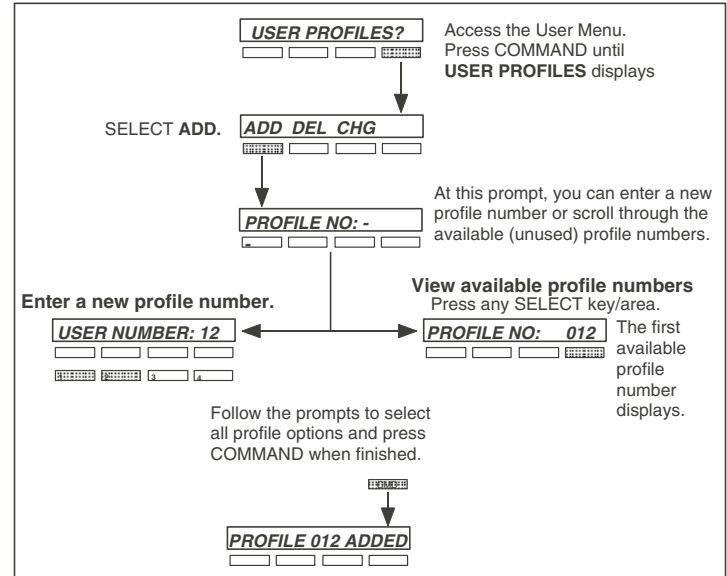 USER PROFILES?
Access the User Menu.
Press COMMAND until
USER PROFILES displays
SELECT ADD.
ADD DEL CHG
At this prompt, you can enter a new
profile number or scroll through the
available (unused) profile numbers.
PROFILE NO: -
-
Enter a new profile number.
USER NUMBER: 12
1 2 3 4
View available profile numbers
Press any SELECT key/area.
PROFILE NO: 012
The first
available
profile
number
displays.
Follow the prompts to select
all profile options and press
COMMAND when finished.
CMD
PROFILE 012 ADDED